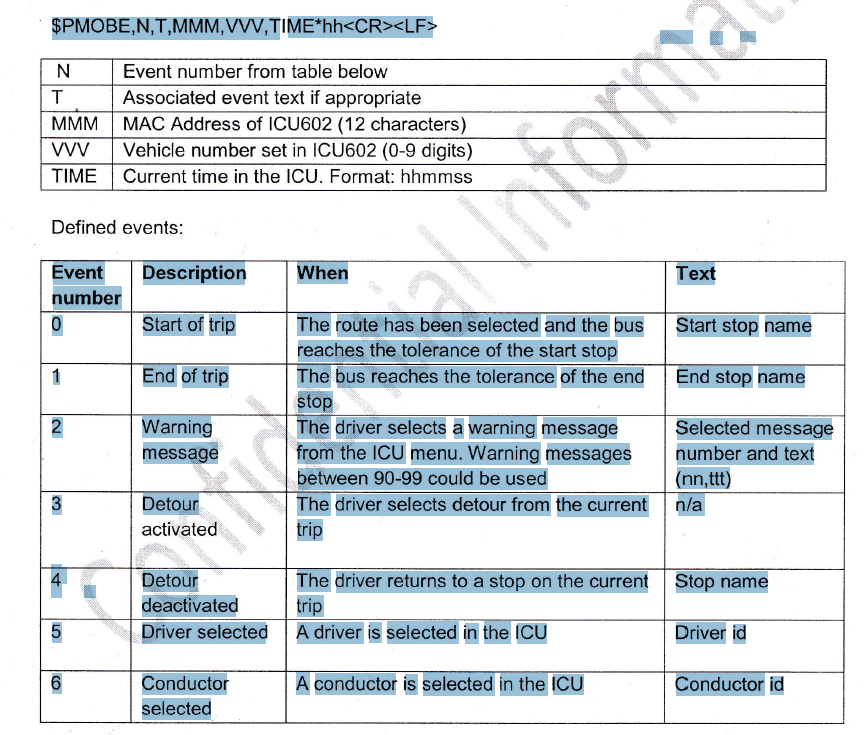 $PMOBE,N,T,MMM,VVV,TIME*hh<CR><LF>
N Event number from table below
T Associated event text if appropriate
MMM MAC Address of ICU602 (12 characters)
VVV Vehicle number set in ICU602 (0-9 digits)
TIME Current time in the ICU. Format: hhmmss
Defined events:
Event number Description When Text
0 Start of trip The route has been selected and the bus Start stop name
reaches the tolerance of the start stop
1 End of trip The bus reaches the tolerance of the end End stop name
stop
2 Warning The driver selects a warning message Selected message
message from the ICU menu. Warning messages number and text
between 90-99 could be used (nn,ttt)
3 Detour The driver selects detour from the current n/a
activated trip
4 Detour The driver returns to a stop on the current Stop name
deactivated trip
5 Driver selected A driver is selected in the ICU Driver id
6 Conductor A conductor is selected in the ICU Conductor id
selected
Confidential Informati